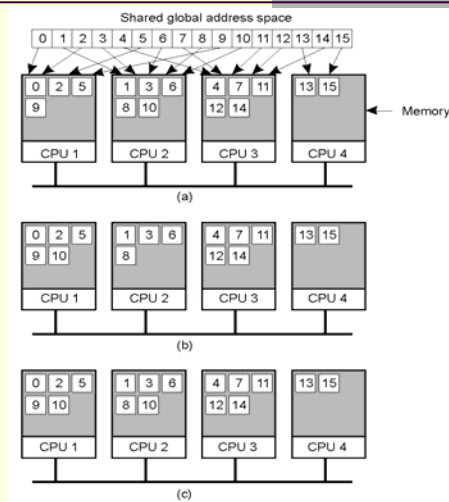 Shared global address space
0 1 2 3 4 5 6 7 8 9 10 11 12 13 14 15
0 2 5 1 3 6 4 7 11 13 15
9 8 10 12 14
Memory
CPU 1 CPU 2 CPU 3 CPU 4
(a)
0 2 5 1 3 6 4 7 11 13 15
9 10 8 12 14
CPU 1 CPU 2 CPU 3 CPU 4
(b)
0 2 5 1 3 6 4 7 11 13 15
9 10 8 10 12 14
CPU 1 CPU 2 CPU 3 CPU 4
(c)